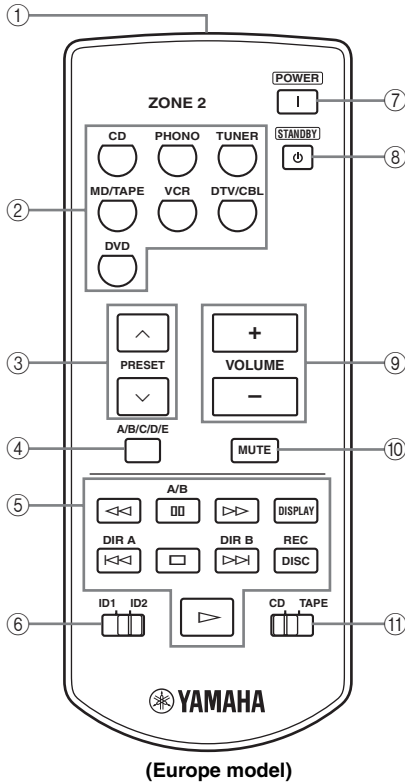 ①
POWER
ZONE 2
⑦
STANDBY
CD PHONO TUNER
⑧
②
MD/TAPE VCR DTV/CBL
DVD
③
PRESET
+
VOLUME
–
⑨
④
A/B/C/D/E
MUTE
⑩
⑤
A/B
DISPLAY
DIR A DIR B REC
DISC
⑥
ID1 ID2
CD TAPE
⑪
YAMAHA
(Europe model)